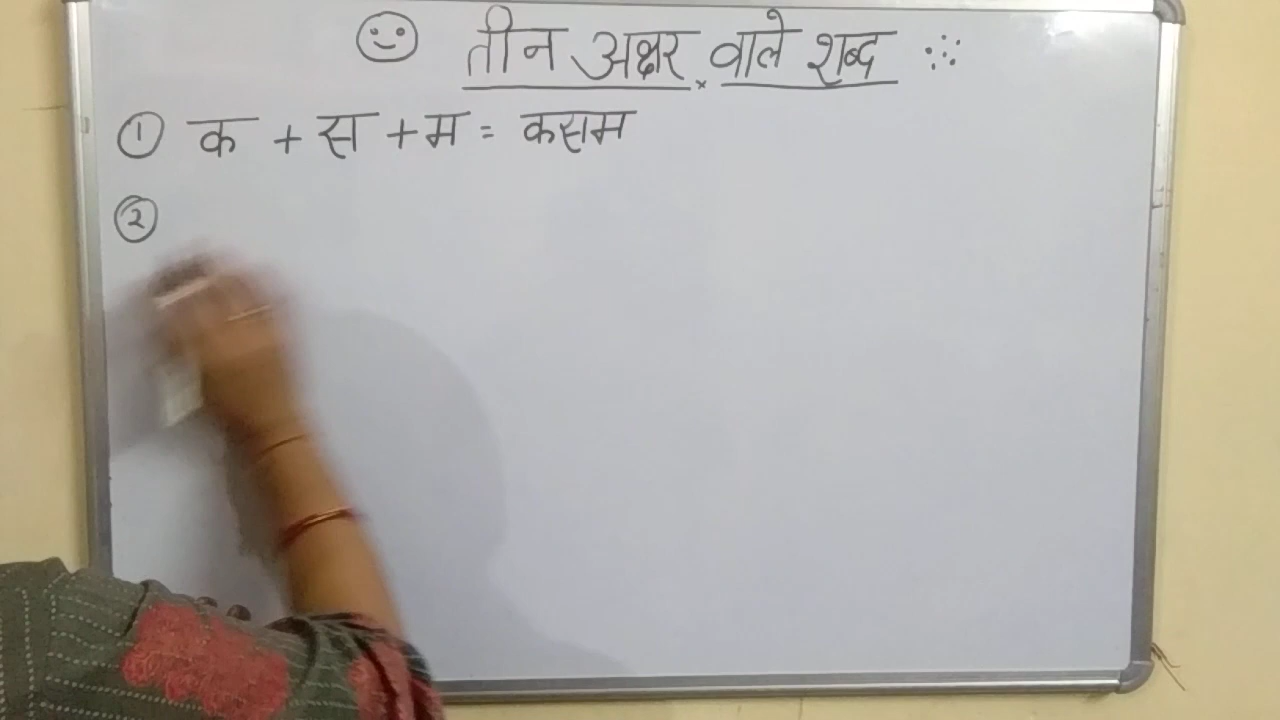 तीन अक्षर वाले शब्द
① क + स + म = कसम
②